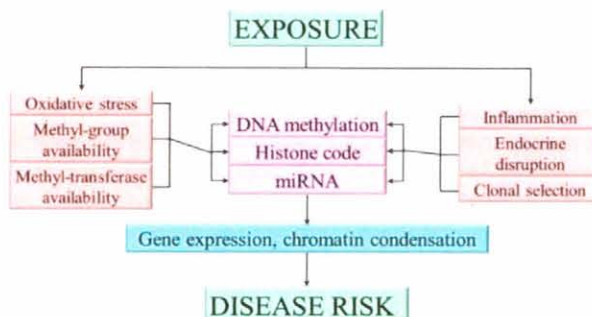 EXPOSURE
Oxidative stress
Methyl-group
availability
Methyl-transferase
availability
DNA methylation
Histone code
miRNA
Inflammation
Endocrine
disruption
Clonal selection
Gene expression, chromatin condensation
DISEASE RISK